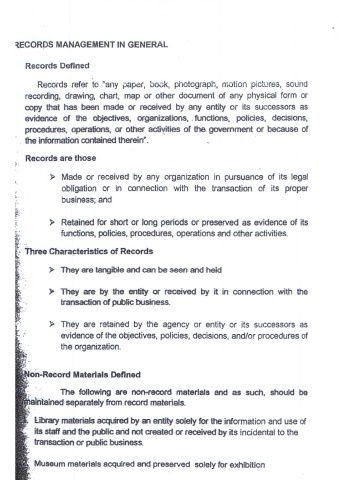 RECORDS MANAGEMENT IN GENERAL
Records Defined
Records refer to "any paper, book, photograph, motion pictures, sound
recording, drawing, chart, map or other document of any physical form or
copy that has been made or received by any entity or its successors as
evidence of the objectives, organizations, functions, policies, decisions,
procedures, operations, or other activities of the government or because of
the information contained therein".
Records are those
➢ Made or received by any organization in pursuance of its legal
obligation or in connection with the transaction of its proper
business; and
➢ Retained for short or long periods or preserved as evidence of its
functions, policies, procedures, operations and other activities.
Three Characteristics of Records
➢ They are tangible and can be seen and held
➢ They are by the entity or received by it in connection with the
transaction of public business.
➢ They are retained by the agency or entity or its successors as
evidence of the objectives, policies, decisions, and/or procedures of
the organization.
Non-Record Materials Defined
The following are non-record materials and as such, should be
maintained separately from record materials.
Library materials acquired by an entity solely for the information and use of
its staff and the public and not created or received by its incidental to the
transaction or public business.
Museum materials acquired and preserved solely for exhibition